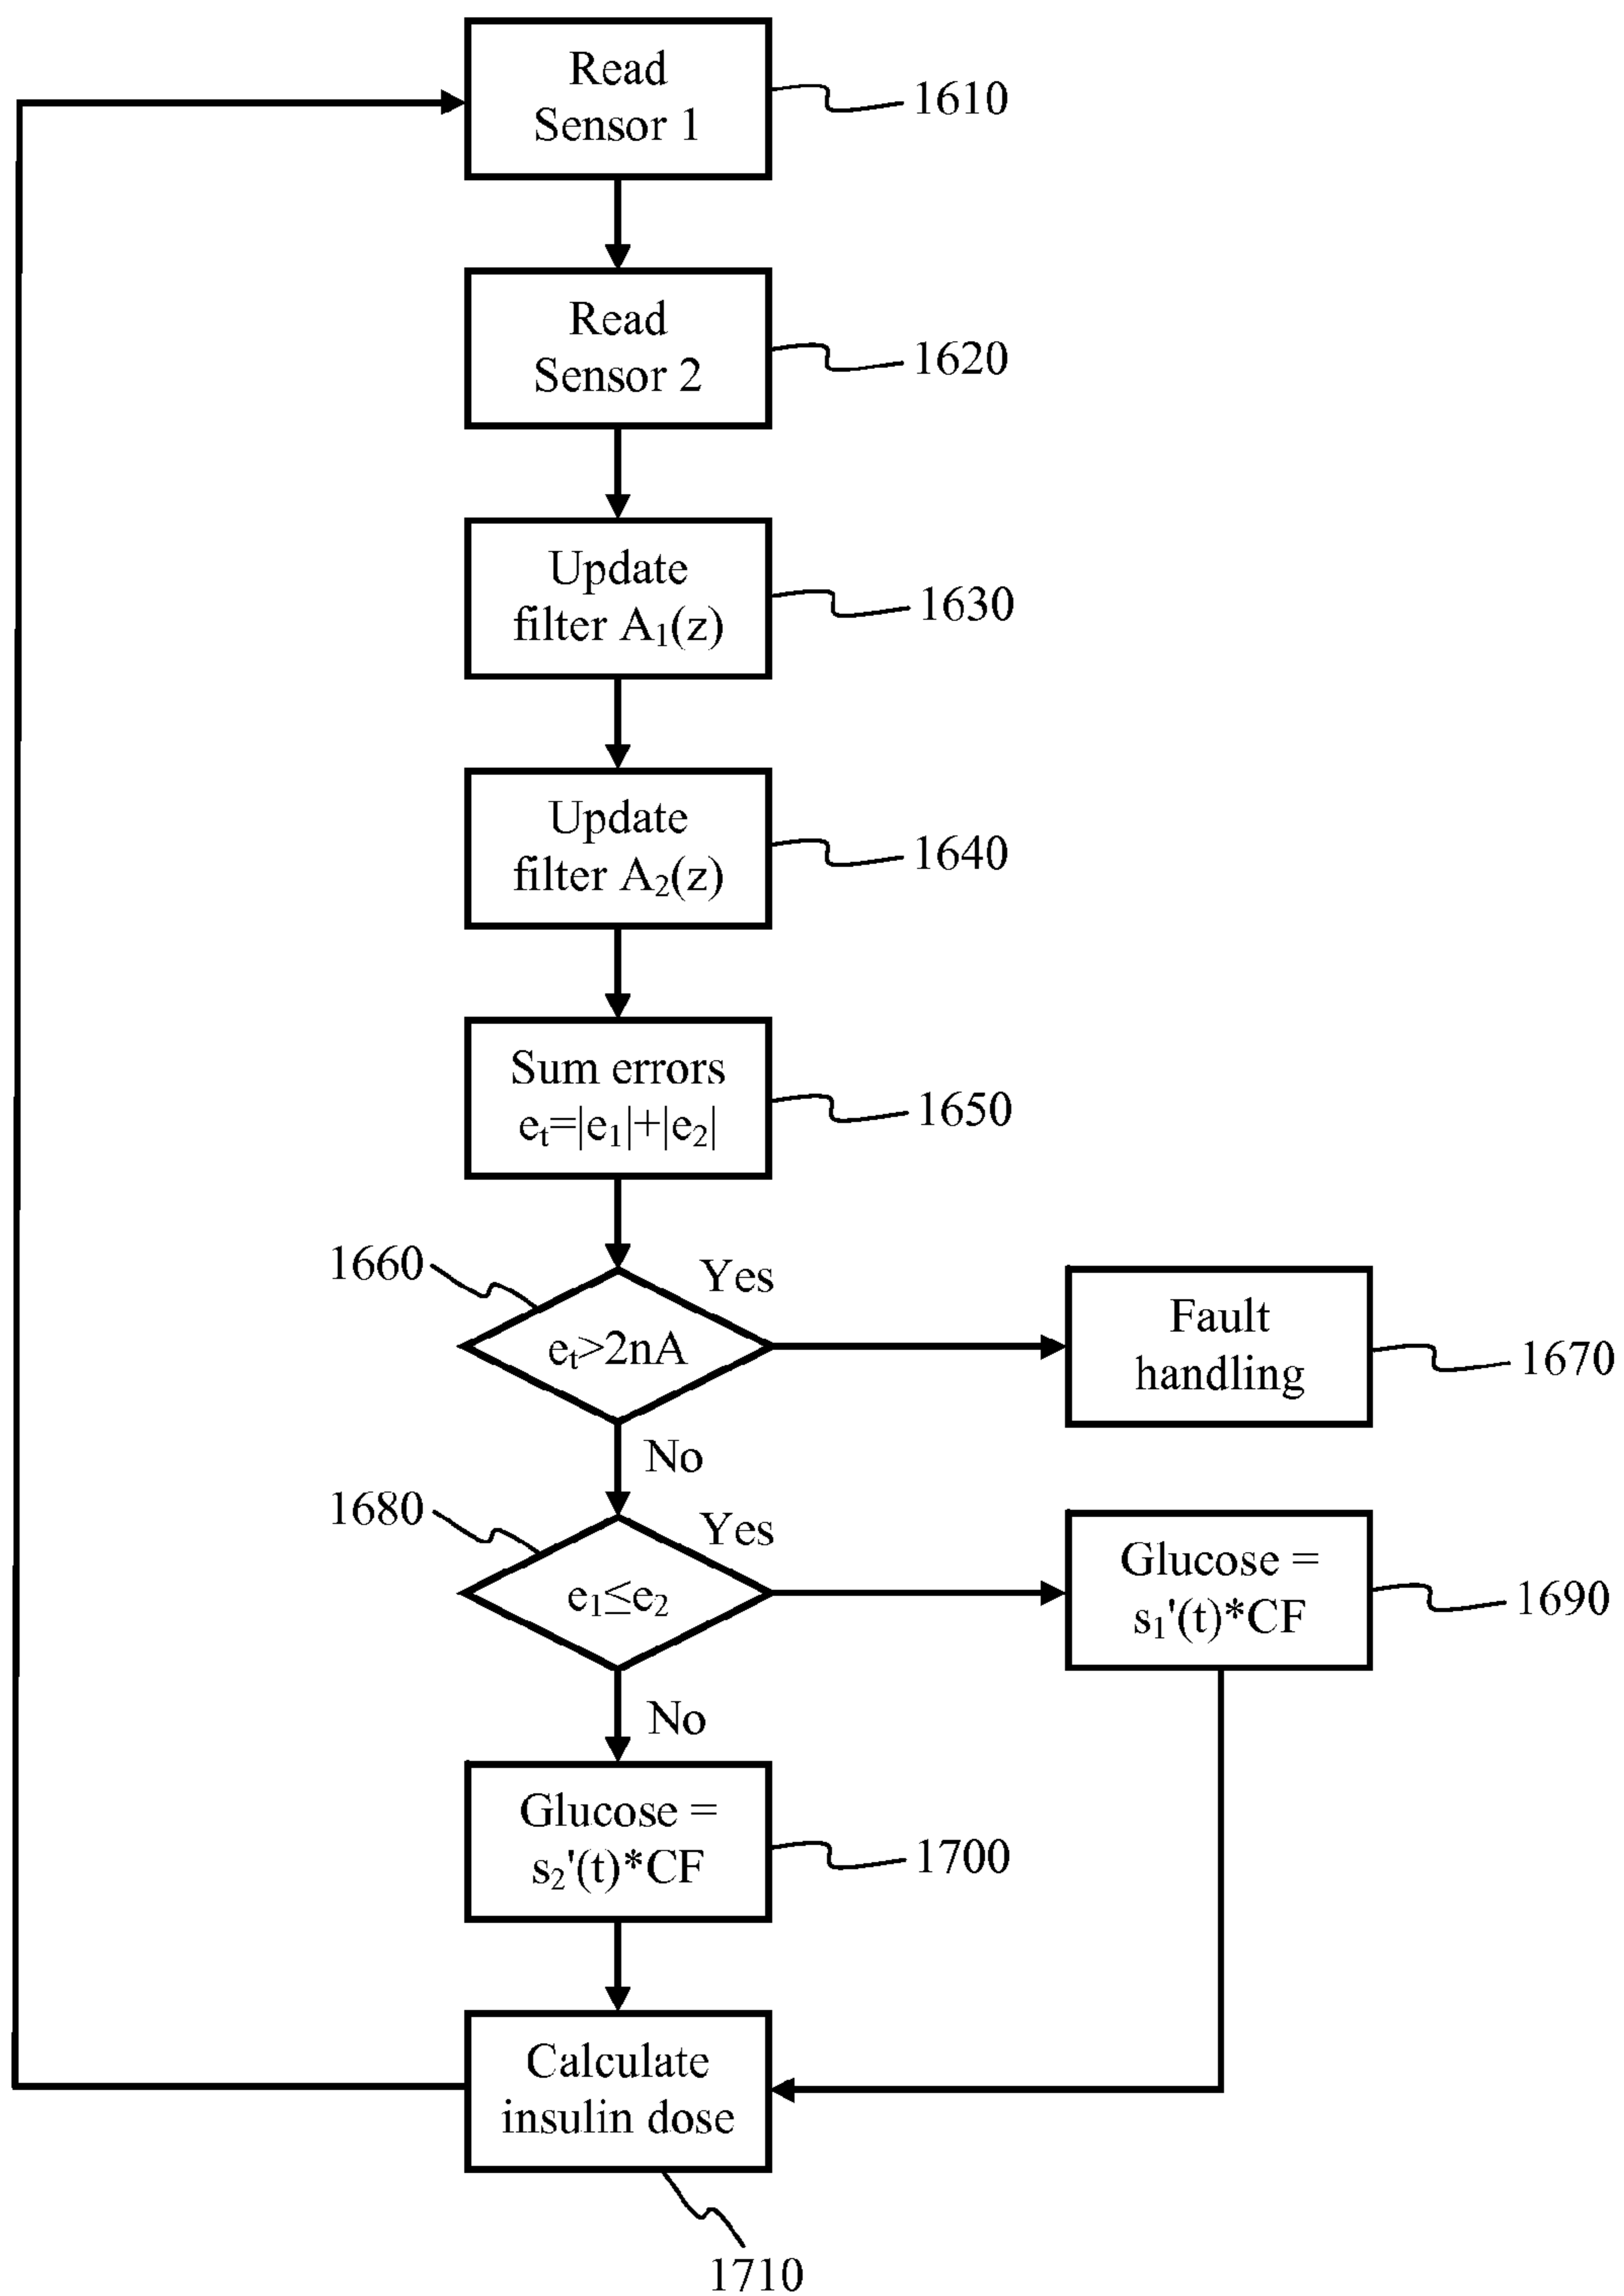 Read
Sensor 1
1610
Read
Sensor 2
1620
Update
filter A₁(z)
1630
Update
filter A₂(z)
1640
Sum errors
eₜ=|e₁|+|e₂|
1650
1660
Yes
eₜ>2nA
Fault
handling
1670
No
1680
Yes
e₁≤e₂
Glucose =
s₁'(t)*CF
1690
No
Glucose =
s₂'(t)*CF
1700
Calculate
insulin dose
1710